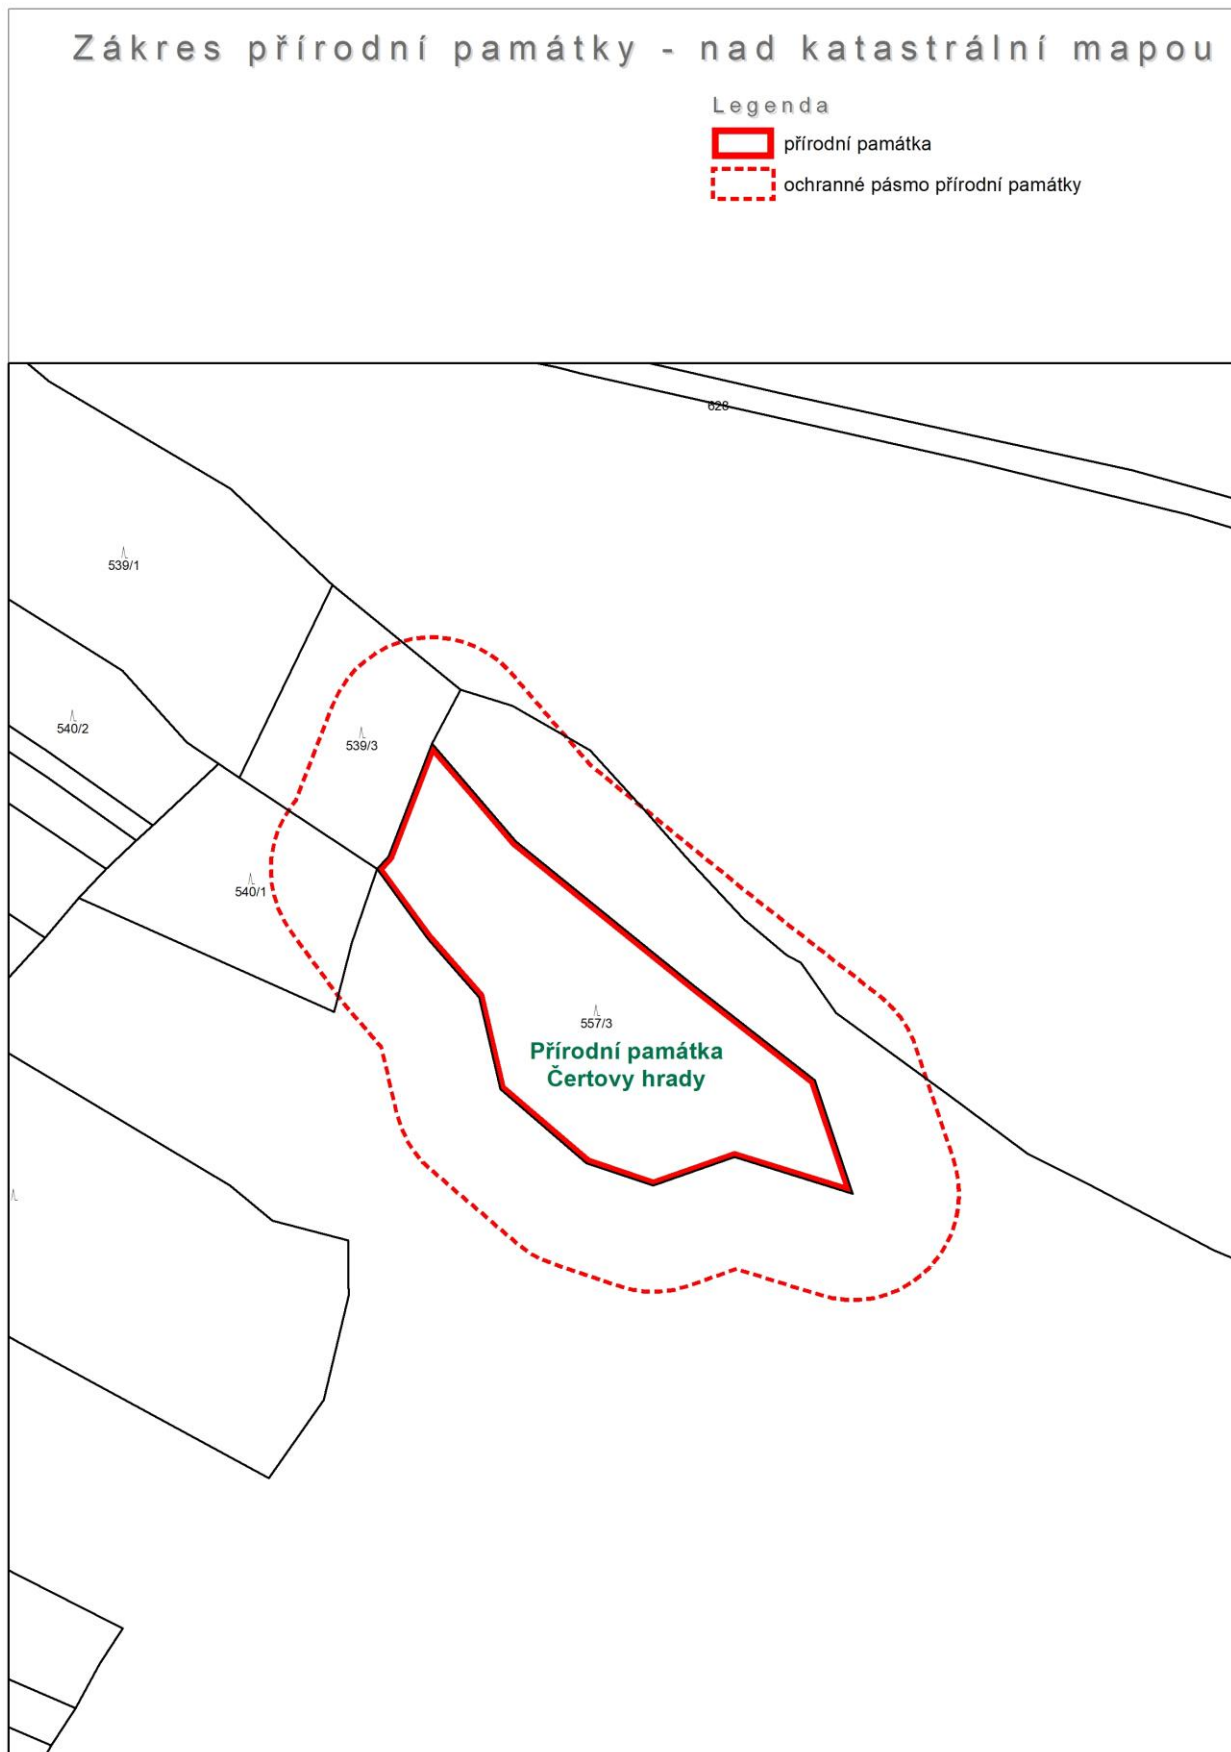 Zákres přírodní památky - nad katastrální mapou
Legenda
přírodní památka
ochranné pásmo přírodní památky
628
539/1
540/2
539/3
540/1
557/3
Přírodní památka
Čertovy hrady